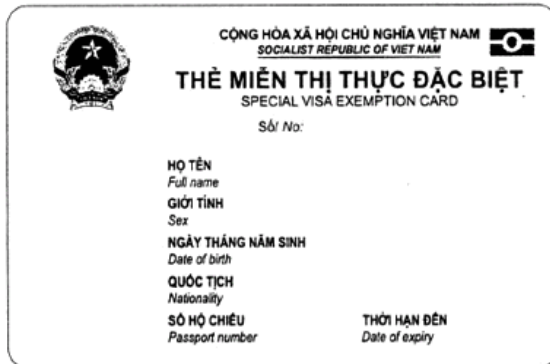 CỘNG HÒA XÃ HỘI CHỦ NGHĨA VIỆT NAM
SOCIALIST REPUBLIC OF VIET NAM
THẺ MIỄN THỊ THỰC ĐẶC BIỆT
SPECIAL VISA EXEMPTION CARD
Số/ No:
HỌ TÊN
Full name
GIỚI TÍNH
Sex
NGÀY THÁNG NĂM SINH
Date of birth
QUỐC TỊCH
Nationality
SỐ HỘ CHIẾU THỜI HẠN ĐẾN
Passport number Date of expiry